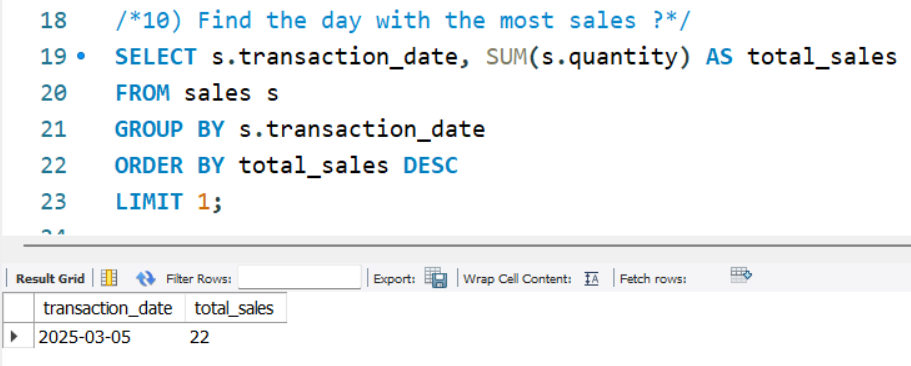 18 /*10) Find the day with the most sales ?*/
19 SELECT s.transaction_date, SUM(s.quantity) AS total_sales
20 FROM sales s
21 GROUP BY s.transaction_date
22 ORDER BY total_sales DESC
23 LIMIT 1;
24
Result Grid Filter Rows: Export: Wrap Cell Content: Fetch rows:
transaction_date total_sales
2025-03-05 22